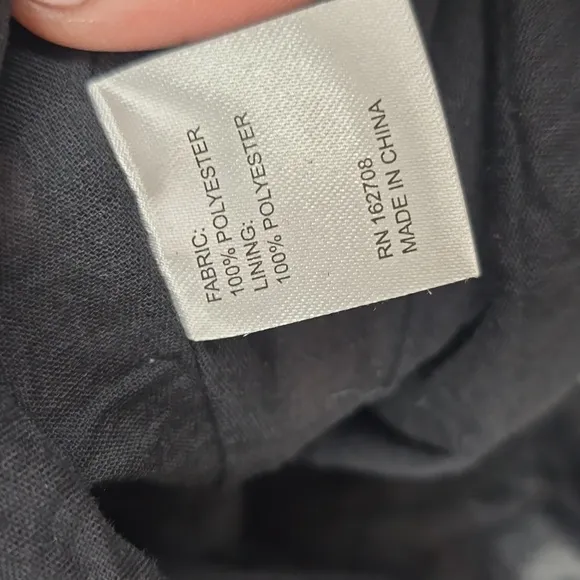 FABRIC:
100% POLYESTER
LINING:
100% POLYESTER
RN 162708
MADE IN CHINA